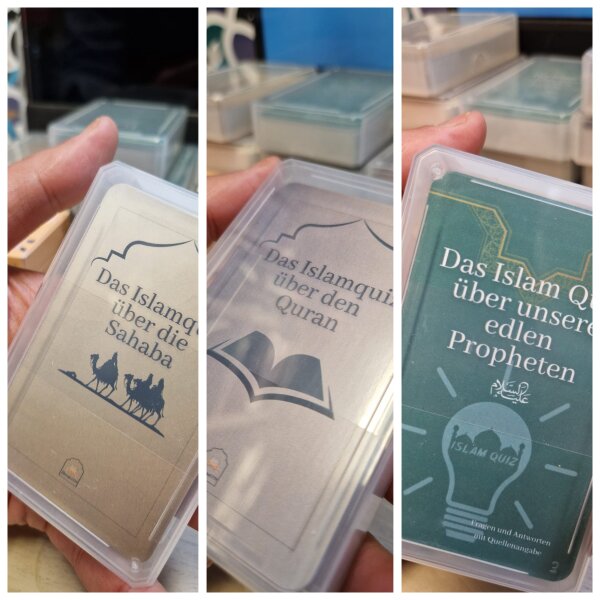 Das Islamqu
über die
Sahaba
Das Islamquiz
über den
Quran
Das Islam Qu
über unsere
edlen
Propheten
عليه السلام
ISLAM QUIZ
Fragen und Antworten
mit Quellenangabe